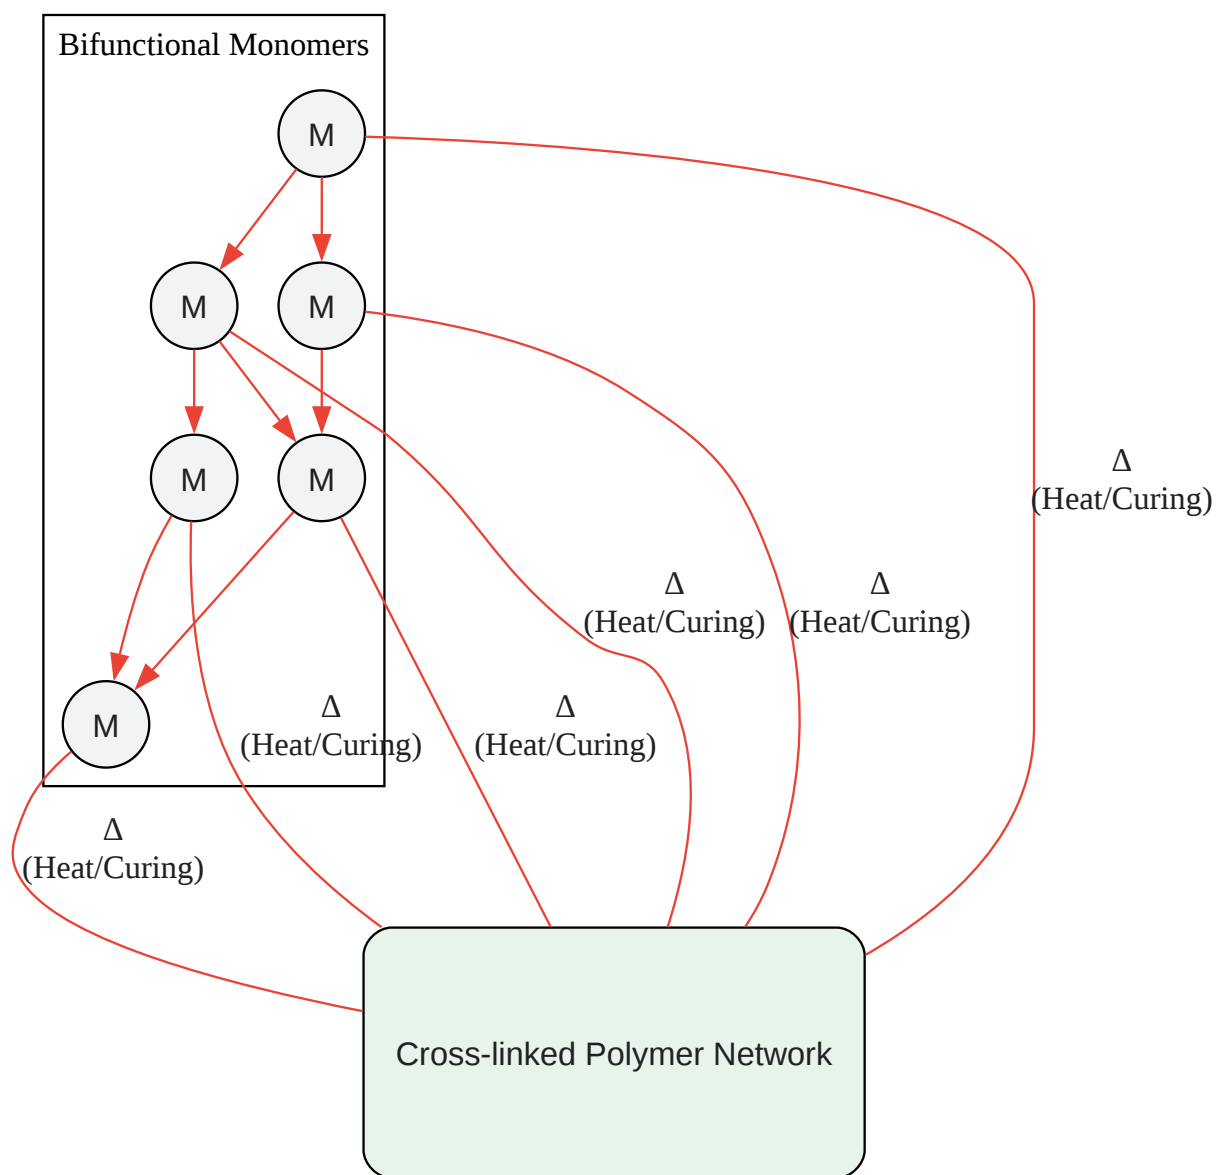 Bifunctional Monomers
M
M
M
M
M
M
Δ
(Heat/Curing)
Δ
(Heat/Curing)
Δ
(Heat/Curing)
Δ
(Heat/Curing)
Δ
(Heat/Curing)
Δ
(Heat/Curing)
Cross-linked Polymer Network